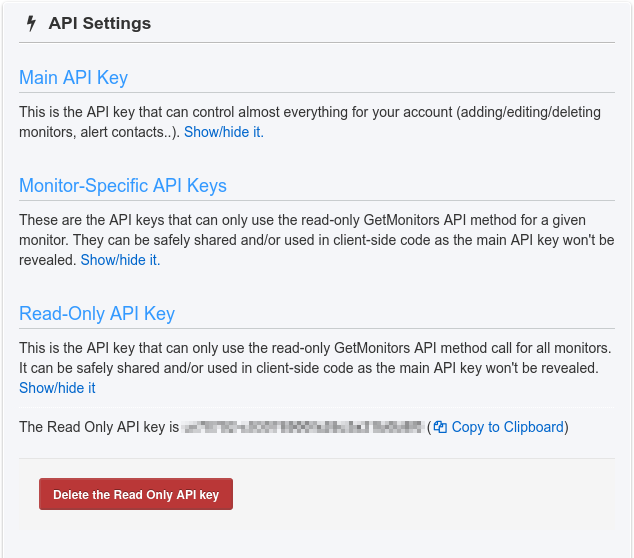 API Settings
Main API Key
This is the API key that can control almost everything for your account (adding/editing/deleting
monitors, alert contacts..). Show/hide it.
Monitor-Specific API Keys
These are the API keys that can only use the read-only GetMonitors API method for a given
monitor. They can be safely shared and/or used in client-side code as the main API key won't be
revealed. Show/hide it.
Read-Only API Key
This is the API key that can only use the read-only GetMonitors API method call for all monitors.
It can be safely shared and/or used in client-side code as the main API key won't be revealed.
Show/hide it
The Read Only API key is ( Copy to Clipboard)
Delete the Read Only API key